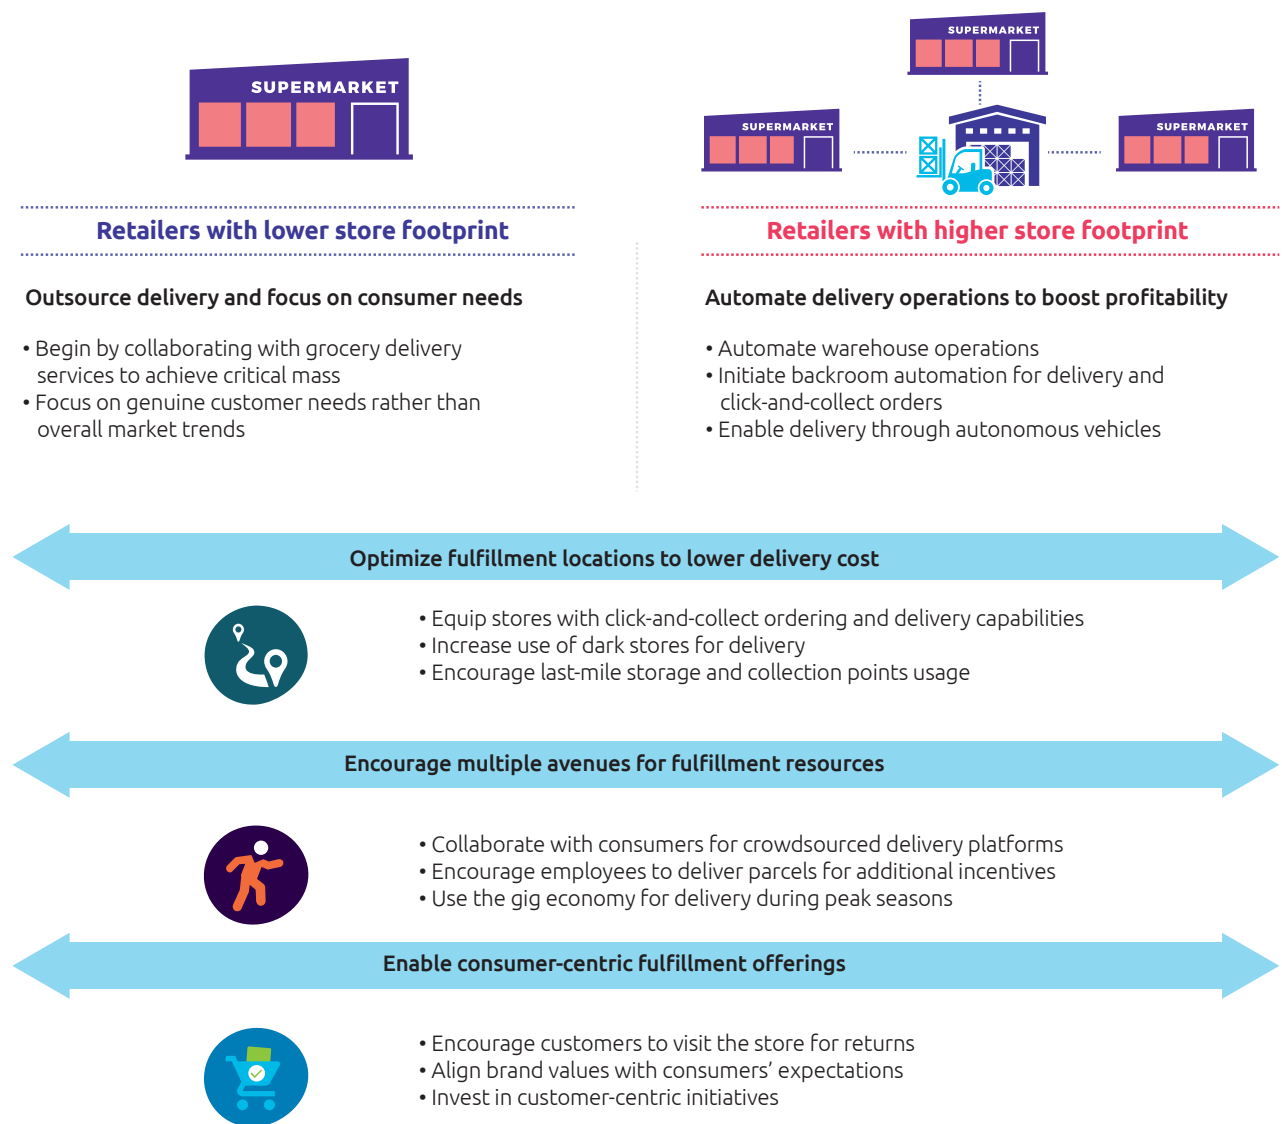 SUPERMARKET
SUPERMARKET
SUPERMARKET
SUPERMARKET
Retailers with lower store footprint
Outsource delivery and focus on consumer needs
• Begin by collaborating with grocery delivery
services to achieve critical mass
• Focus on genuine customer needs rather than
overall market trends
Retailers with higher store footprint
Automate delivery operations to boost profitability
• Automate warehouse operations
• Initiate backroom automation for delivery and
click-and-collect orders
• Enable delivery through autonomous vehicles
Optimize fulfillment locations to lower delivery cost
• Equip stores with click-and-collect ordering and delivery capabilities
• Increase use of dark stores for delivery
• Encourage last-mile storage and collection points usage
Encourage multiple avenues for fulfillment resources
• Collaborate with consumers for crowdsourced delivery platforms
• Encourage employees to deliver parcels for additional incentives
• Use the gig economy for delivery during peak seasons
Enable consumer-centric fulfillment offerings
• Encourage customers to visit the store for returns
• Align brand values with consumers’ expectations
• Invest in customer-centric initiatives